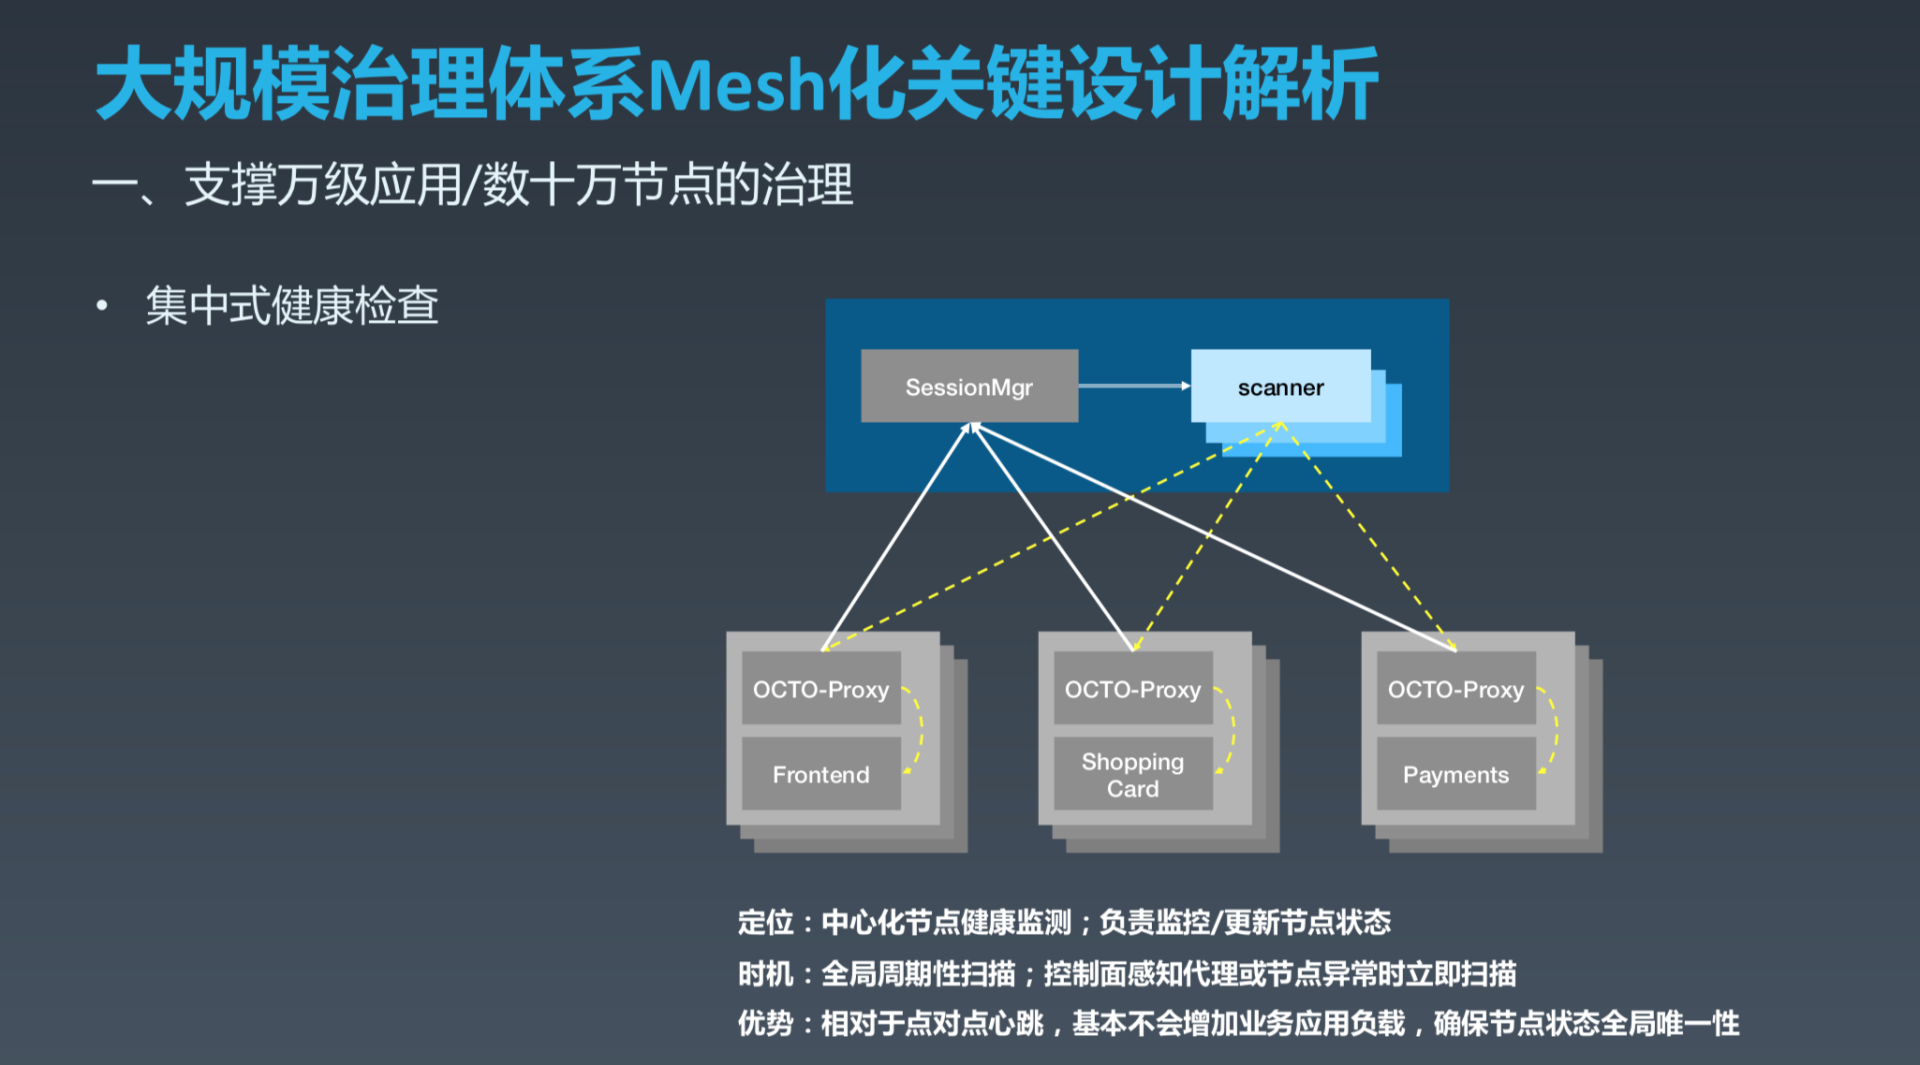 大规模治理体系Mesh化关键设计解析
一、支撑万级应用/数十万节点的治理
• 集中式健康检查
SessionMgr
scanner
OCTO-Proxy
Frontend
OCTO-Proxy
Shopping
Card
OCTO-Proxy
Payments
定位：中心化节点健康监测；负责监控/更新节点状态
时机：全局周期性扫描；控制面感知代理或节点异常时立即扫描
优势：相对于点对点心跳，基本不会增加业务应用负载，确保节点状态全局唯一性